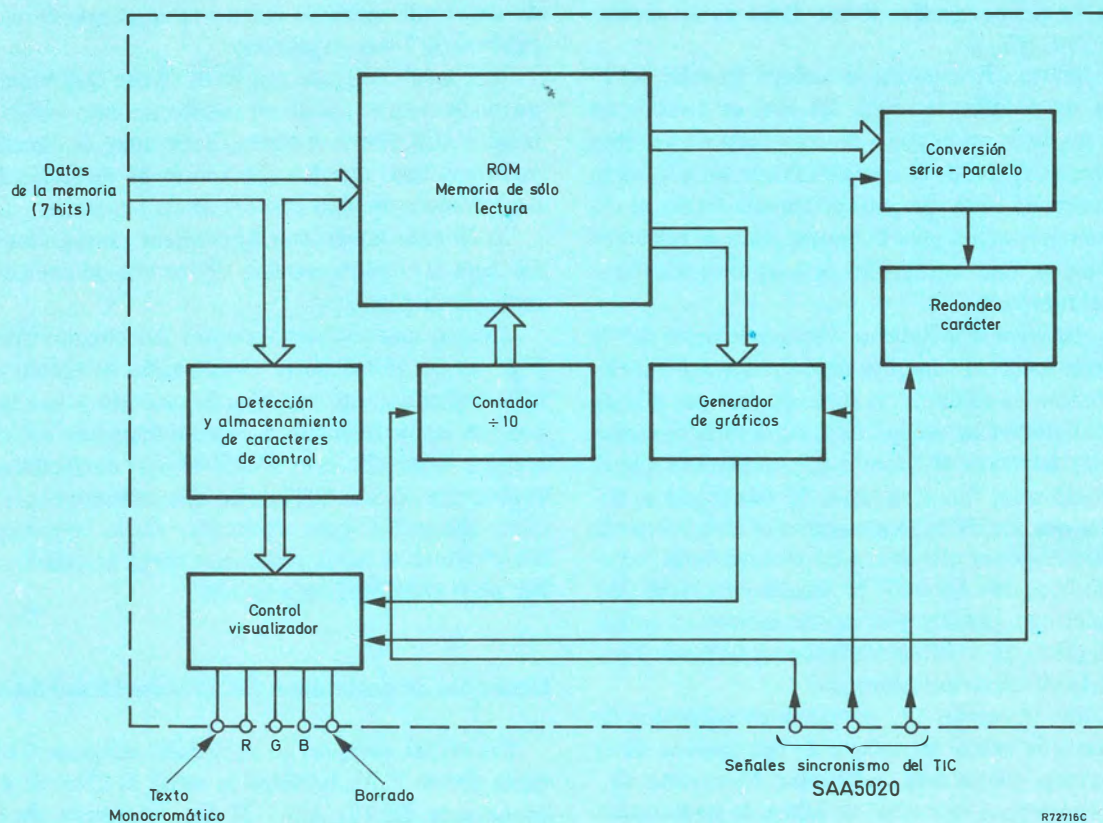 Datos
de la memoria
(7 bits)
ROM
Memoria de sólo
lectura
Conversión
serie – paralelo
Redondeo
carácter
Detección
y almacenamiento
de caracteres
de control
Contador
÷10
Generador
de gráficos
Control
visualizador
R G B
Texto
Monocromático
Borrado
Señales sincronismo del TIC
SAA5020
R72716C